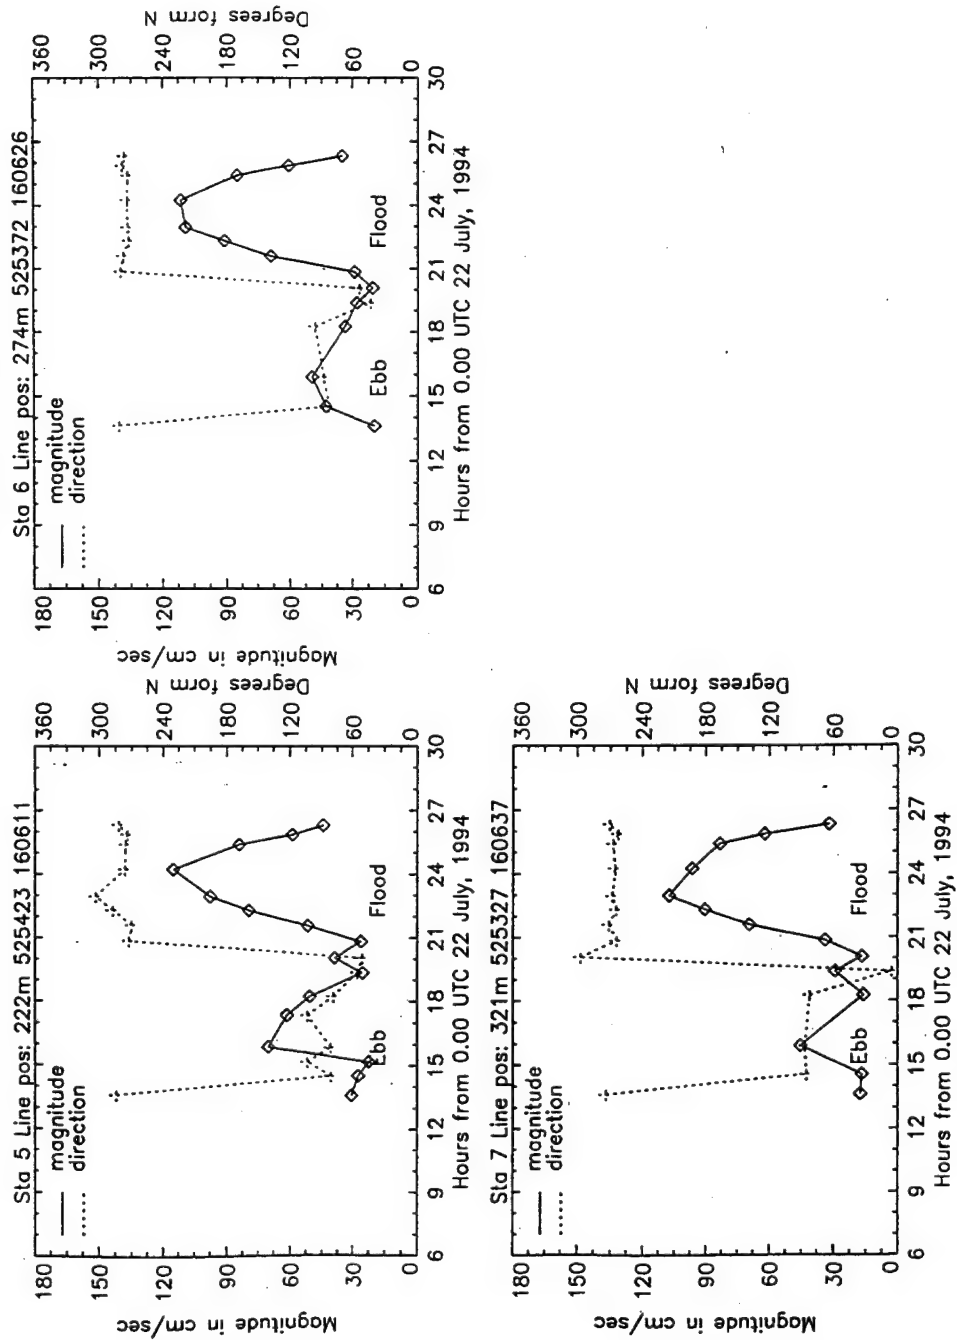 Sta 5 Line pos: 222m 525423 160611
magnitude
direction
180
150
120
90
60
30
0
Magnitude in cm/sec
360
300
240
180
120
60
0
Degrees form N
Ebb
Flood
6 9 12 15 18 21 24 27 30
Hours from 0.00 UTC 22 July, 1994
Sta 6 Line pos: 274m 525372 160626
magnitude
direction
180
150
120
90
60
30
0
Magnitude in cm/sec
360
300
240
180
120
60
0
Degrees form N
Ebb
Flood
6 9 12 15 18 21 24 27 30
Hours from 0.00 UTC 22 July, 1994
Sta 7 Line pos: 321m 525327 160637
magnitude
direction
180
150
120
90
60
30
0
Magnitude in cm/sec
360
300
240
180
120
60
0
Degrees form N
Ebb
Flood
6 9 12 15 18 21 24 27 30
Hours from 0.00 UTC 22 July, 1994